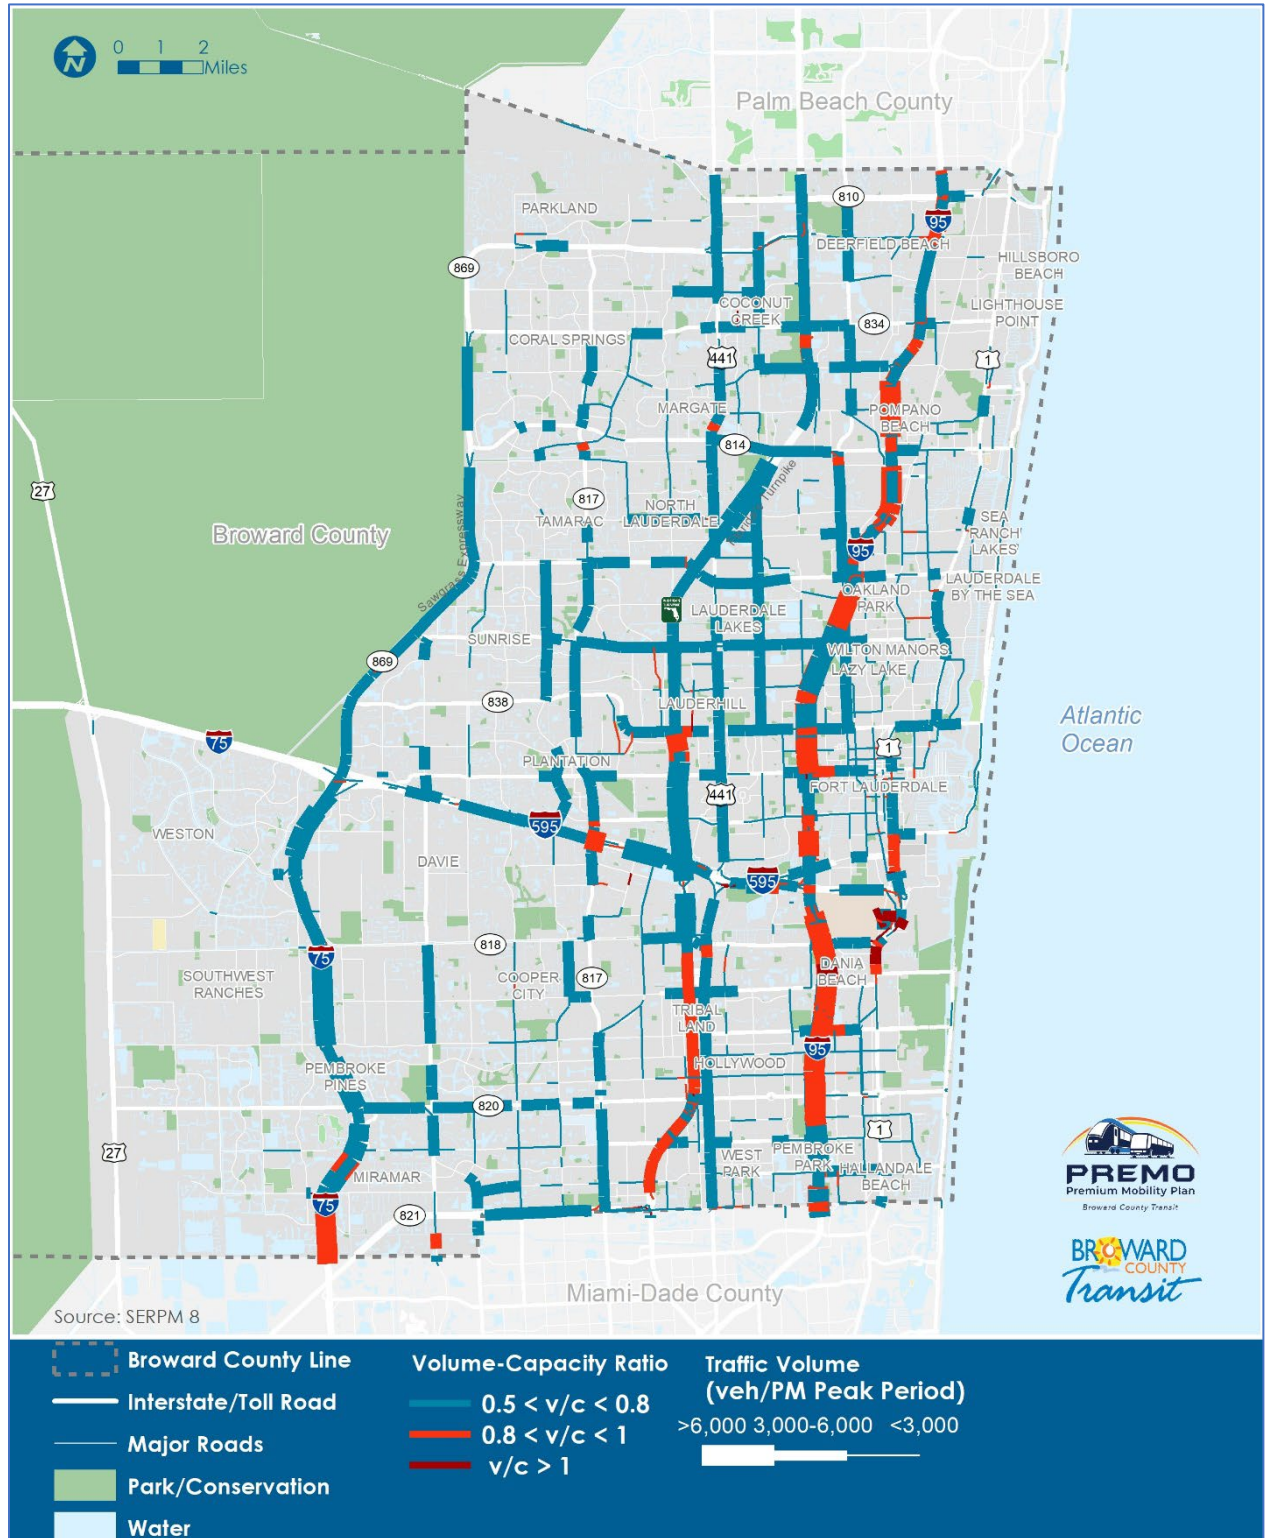 0 1 2
Miles
N
Palm Beach County
PARKLAND
810
95
DEERFIELD BEACH
HILLSBORO
BEACH
869
COCONUT
CREEK
LIGHTHOUSE
POINT
834
CORAL SPRINGS
441
1
MARGATE
POMPANO
BEACH
814
27
817
NORTH
LAUDERDALE
Turnpike
TAMARAC
SEA
RANCH
LAKES
Broward County
95
Sawgrass Expressway
OAKLAND
PARK
LAUDERDALE
BY THE SEA
LAUDERDALE
LAKES
SUNRISE
WILTON MANORS
869
LAZY LAKE
838
LAUDERHILL
Atlantic
Ocean
75
1
PLANTATION
FORT LAUDERDALE
441
595
WESTON
DAVIE
595
818
75
DANIA
BEACH
SOUTHWEST
RANCHES
COOPER
CITY
817
TRIBAL
LAND
95
HOLLYWOOD
PEMBROKE
PINES
820
1
27
WEST
PARK
PEMBROKE
PARK
HALLANDALE
BEACH
MIRAMAR
75
821
PREMO
Premium Mobility Plan
Broward County Transit
BROWARD
COUNTY
Transit
Miami-Dade County
Source: SERPM 8
Broward County Line
Interstate/Toll Road
Major Roads
Park/Conservation
Water
Volume-Capacity Ratio
0.5 < v/c < 0.8
0.8 < v/c < 1
v/c > 1
Traffic Volume
(veh/PM Peak Period)
>6,000 3,000-6,000 <3,000